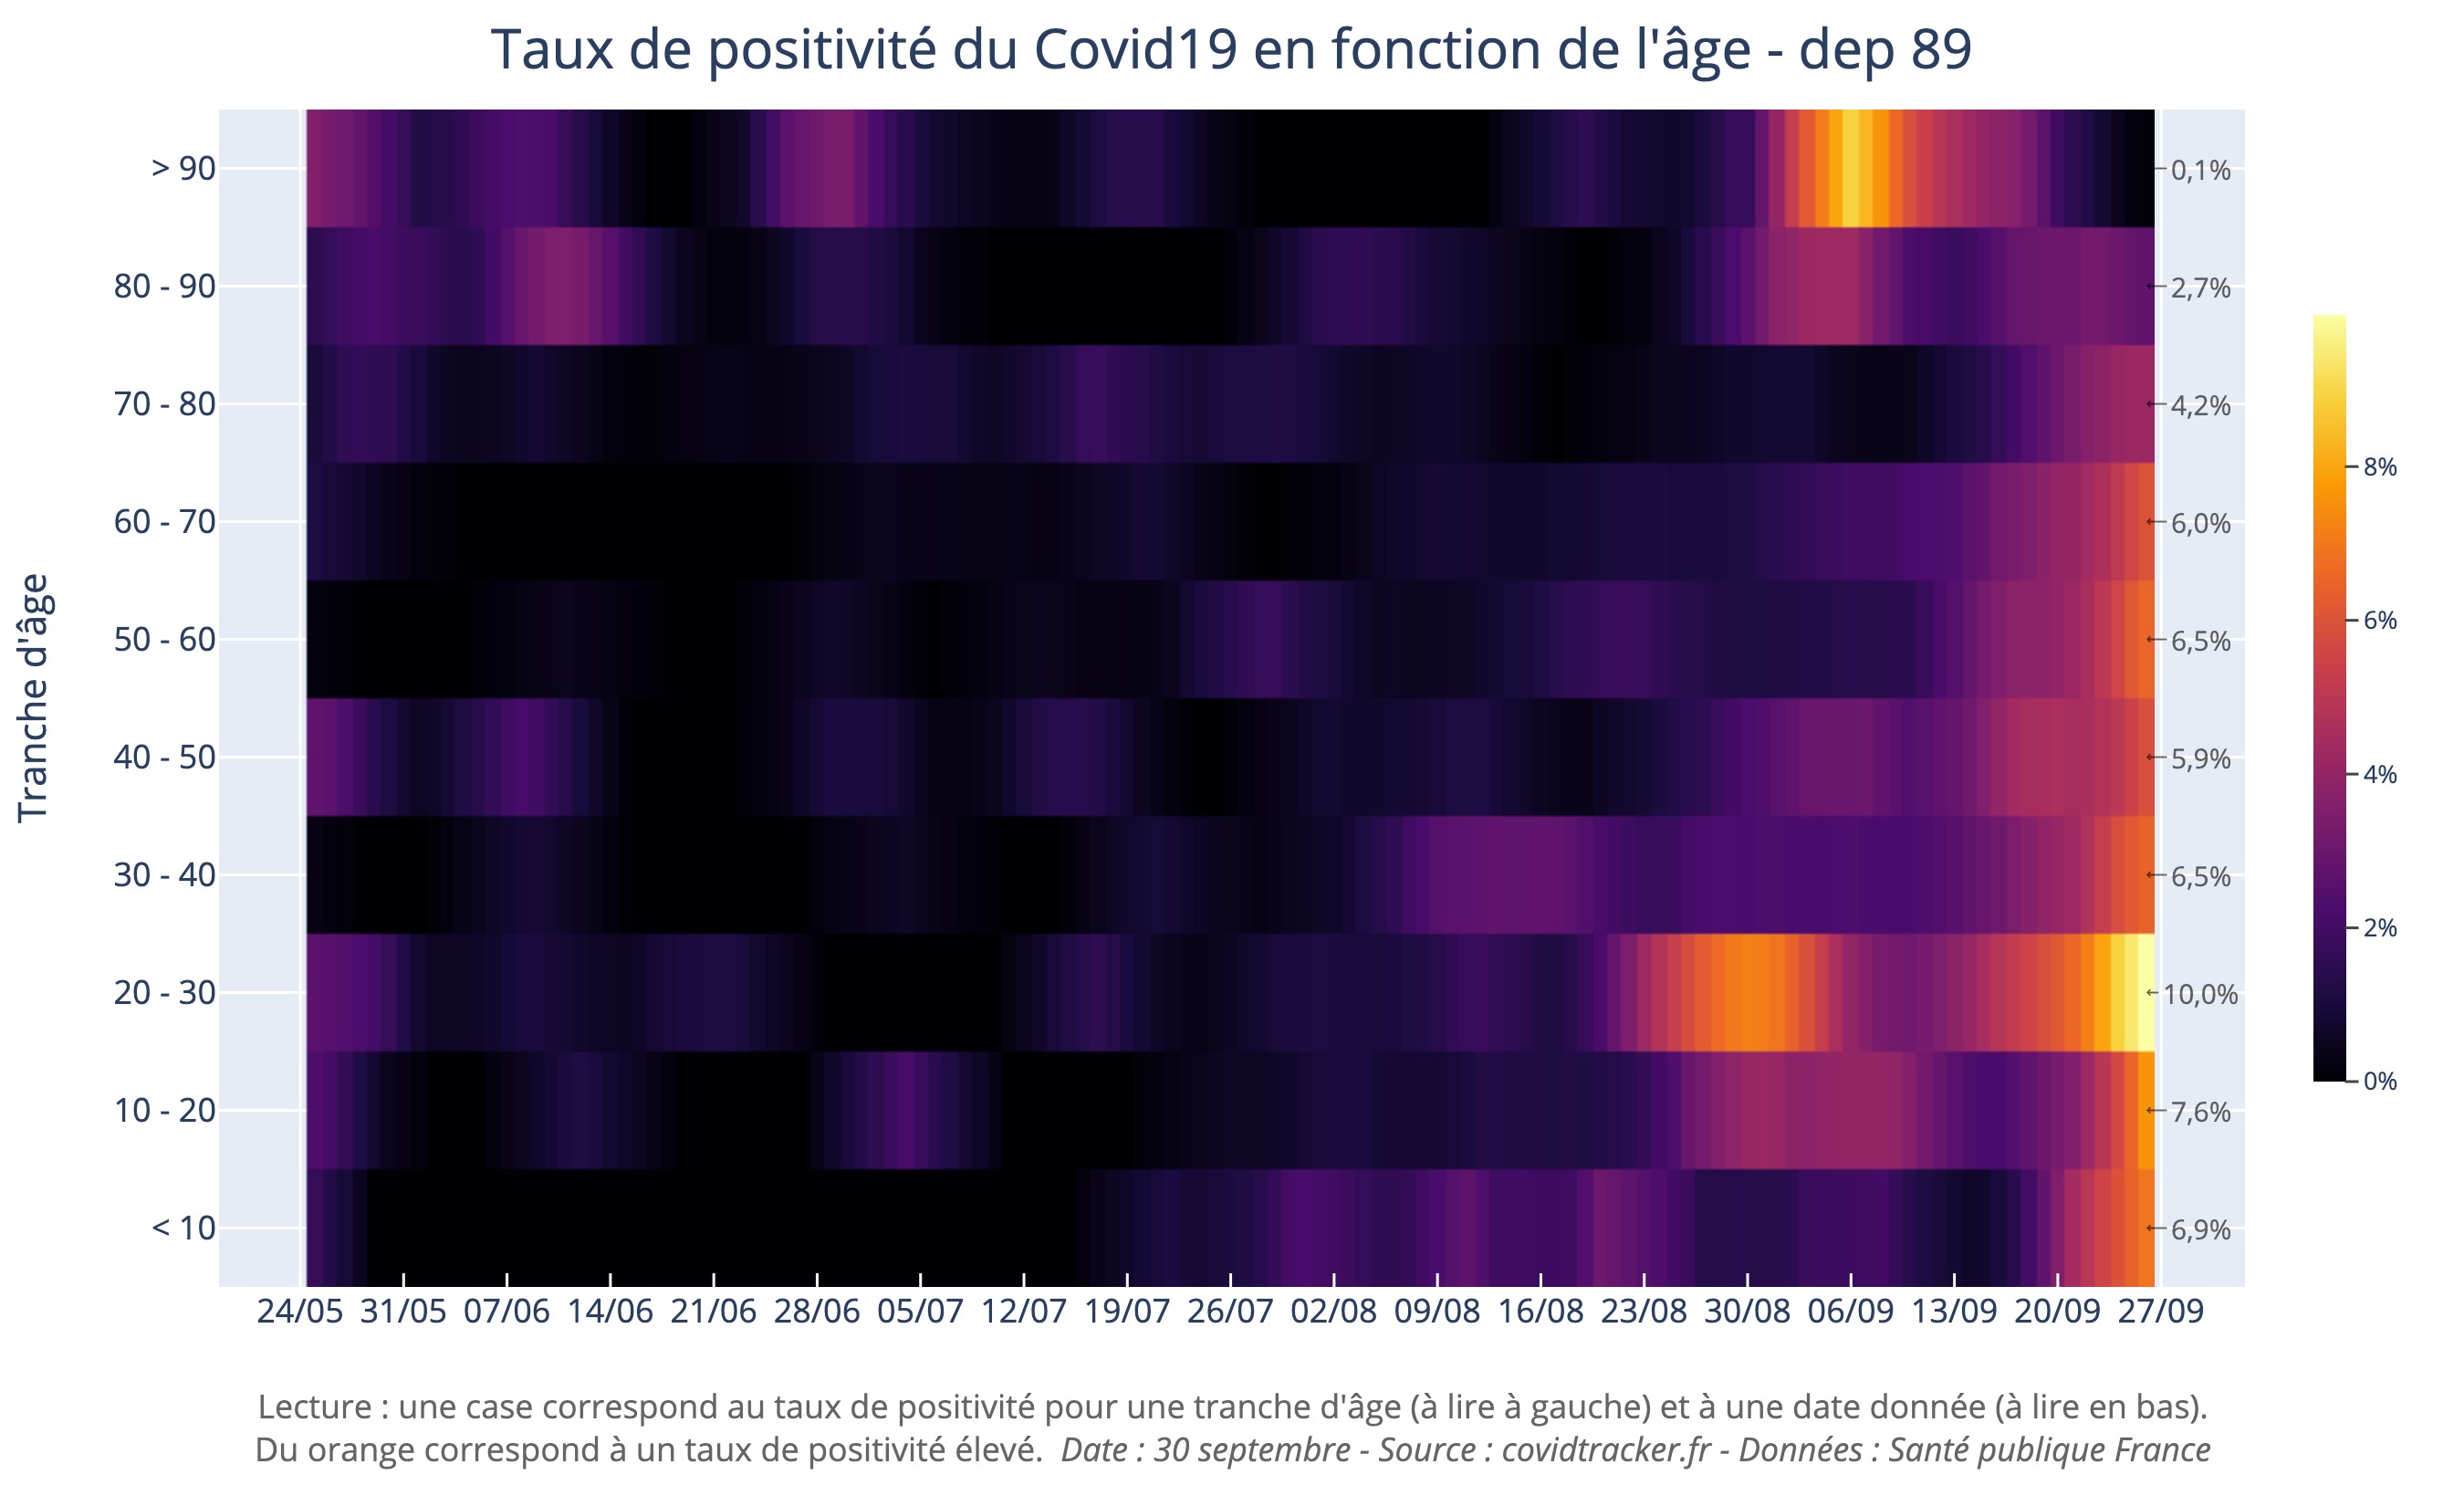 Taux de positivité du Covid19 en fonction de l'âge - dep 89
Tranche d'âge
> 90
0,1%
80 - 90
2,7%
70 - 80
4,2%
60 - 70
6,0%
50 - 60
6,5%
40 - 50
5,9%
30 - 40
6,5%
20 - 30
10,0%
10 - 20
7,6%
< 10
6,9%
8%
6%
4%
2%
0%
24/05 31/05 07/06 14/06 21/06 28/06 05/07 12/07 19/07 26/07 02/08 09/08 16/08 23/08 30/08 06/09 13/09 20/09 27/09
Lecture : une case correspond au taux de positivité pour une tranche d'âge (à lire à gauche) et à une date donnée (à lire en bas).
Du orange correspond à un taux de positivité élevé. Date : 30 septembre - Source : covidtracker.fr - Données : Santé publique France